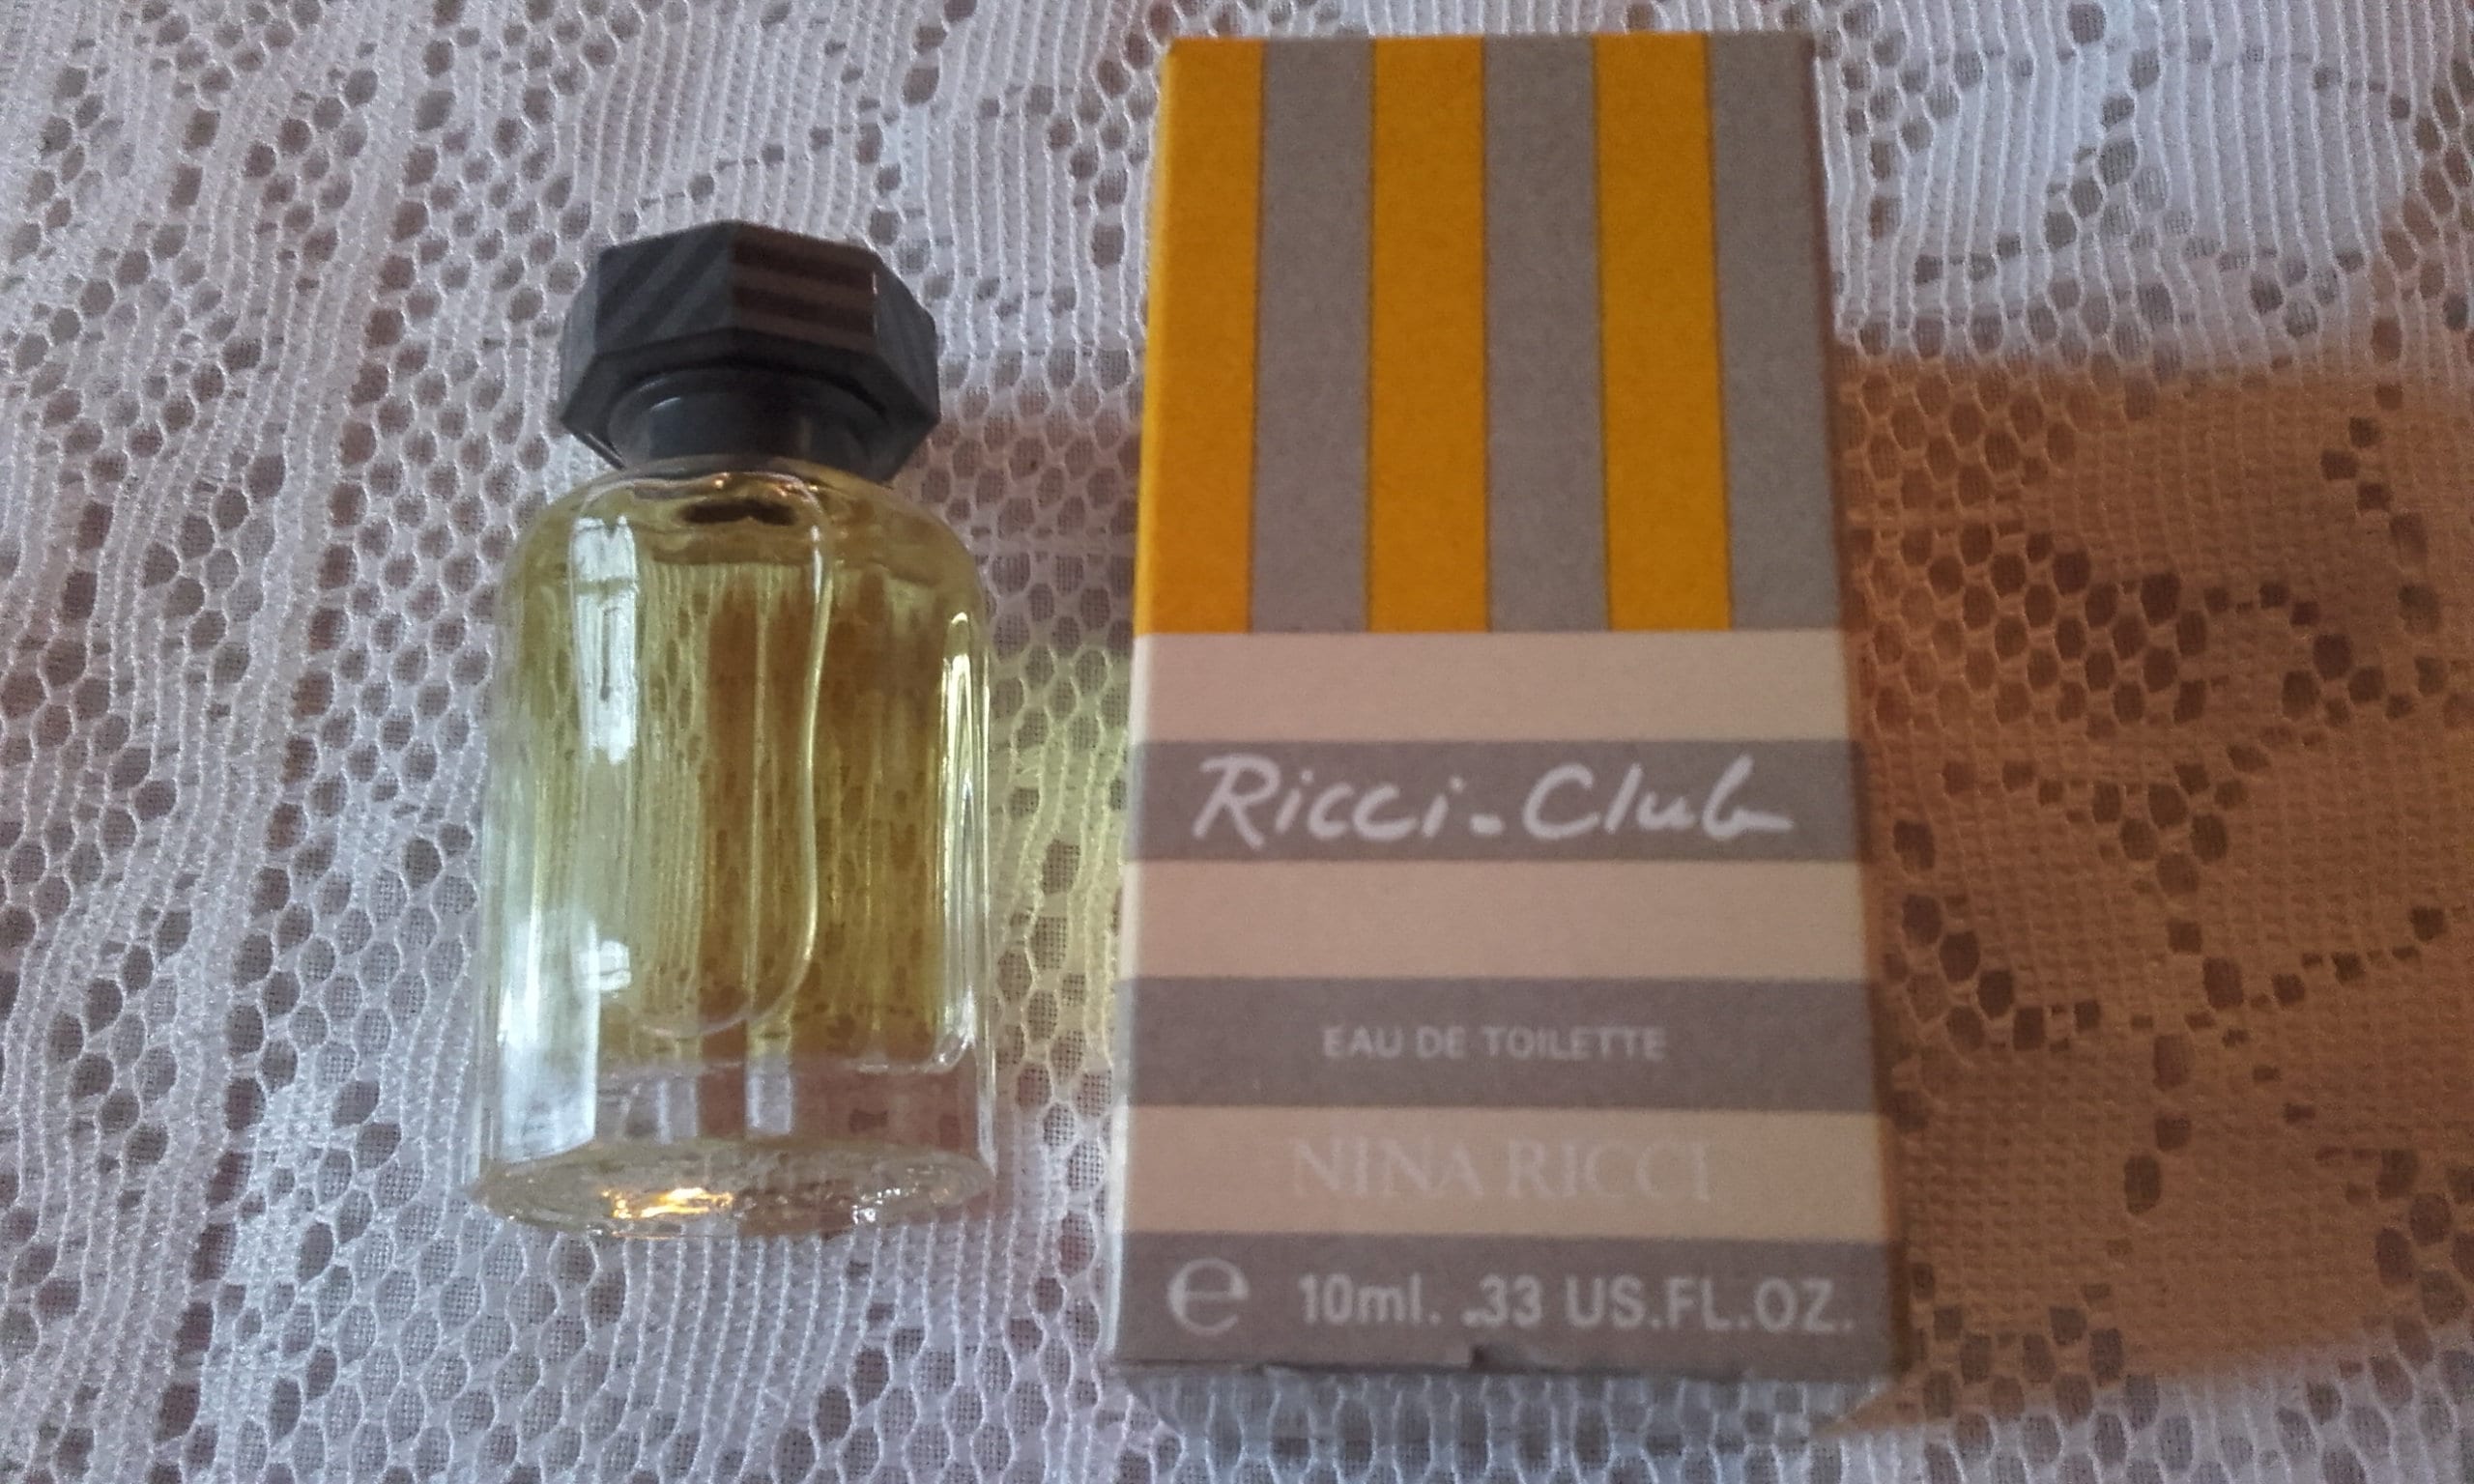 Ricci-Club
EAU DE TOILETTE
NINA RICCI
e 10ml. .33 US.FL.OZ.